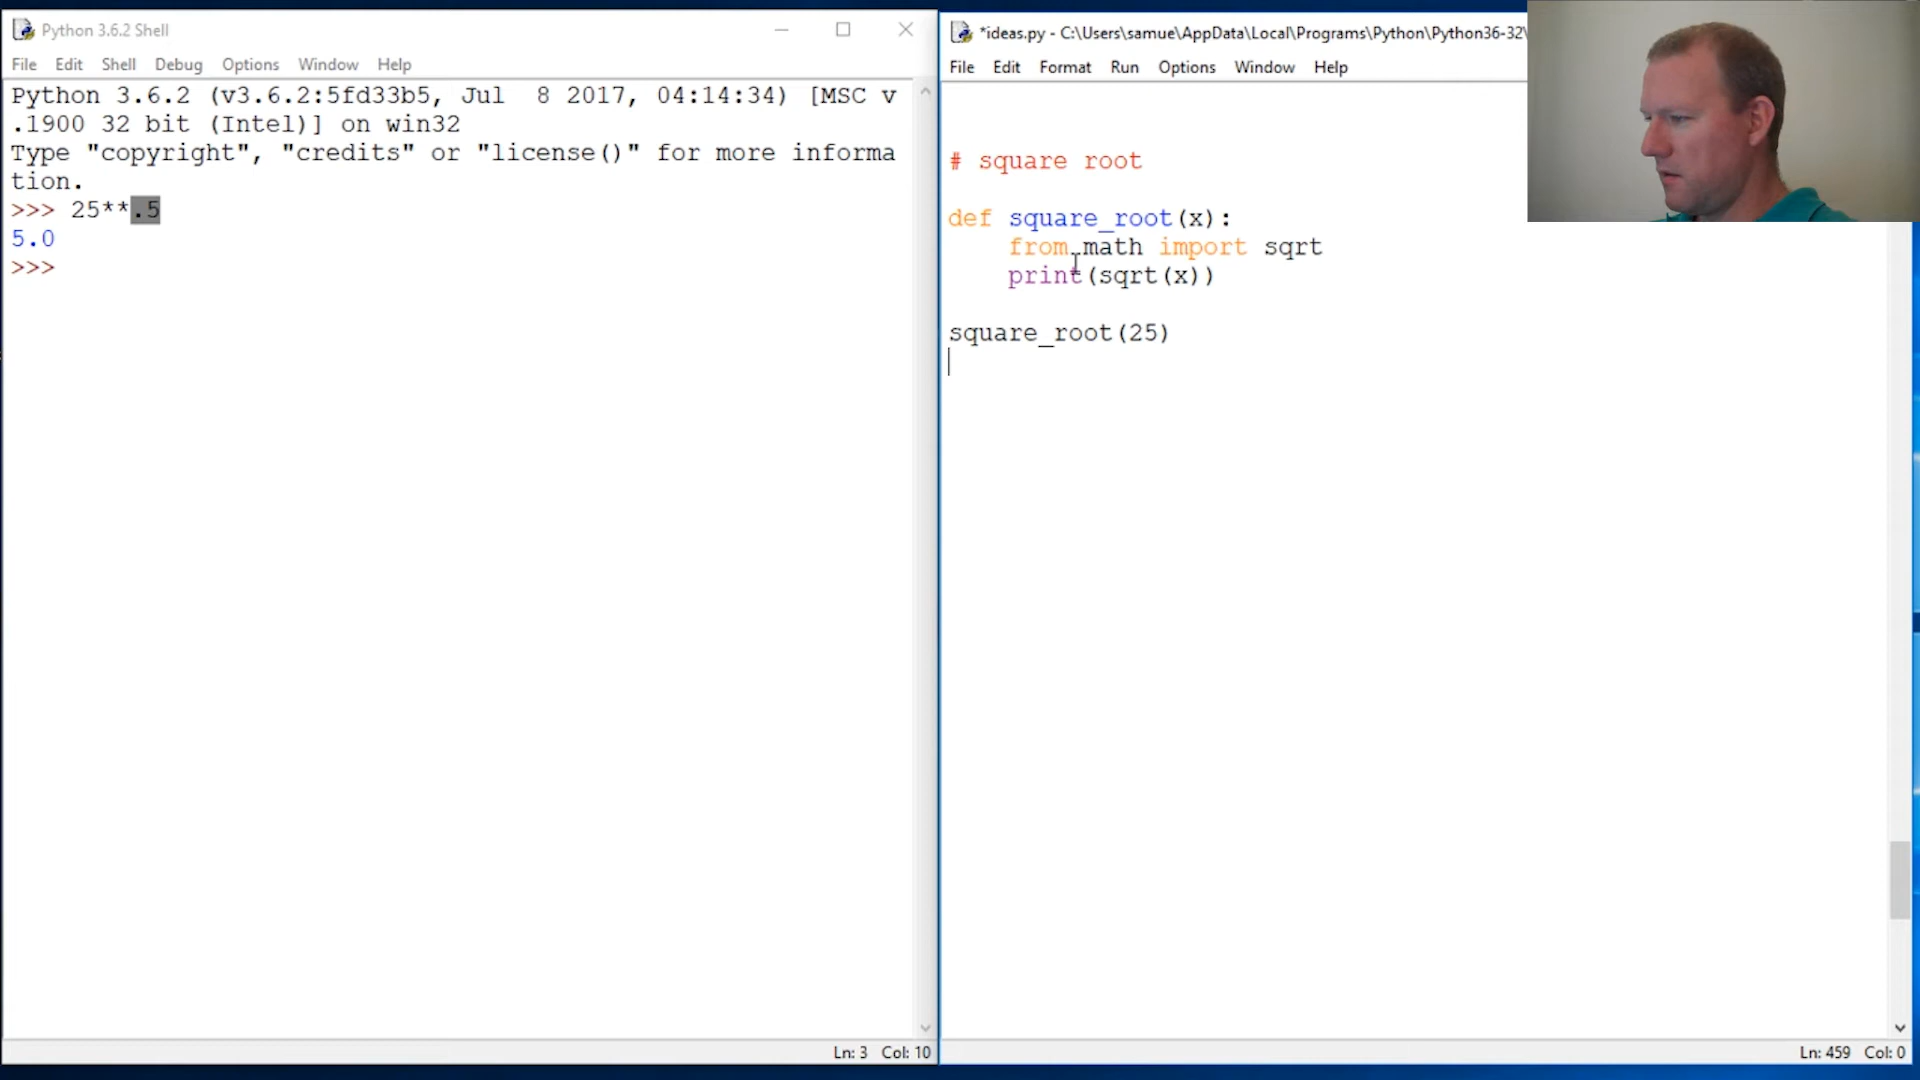 Python 3.6.2 Shell
File Edit Shell Debug Options Window Help
Python 3.6.2 (v3.6.2:5fd33b5, Jul  8 2017, 04:14:34) [MSC v
.1900 32 bit (Intel)] on win32
Type "copyright", "credits" or "license()" for more informa
tion.
>>> 25**.5
5.0
>>>
Ln: 3 Col: 10
*ideas.py - C:\Users\samue\AppData\Local\Programs\Python\Python36-32\
File Edit Format Run Options Window Help
# square root
def square_root(x):
    from math import sqrt
    print(sqrt(x))
square_root(25)
Ln: 459 Col: 0